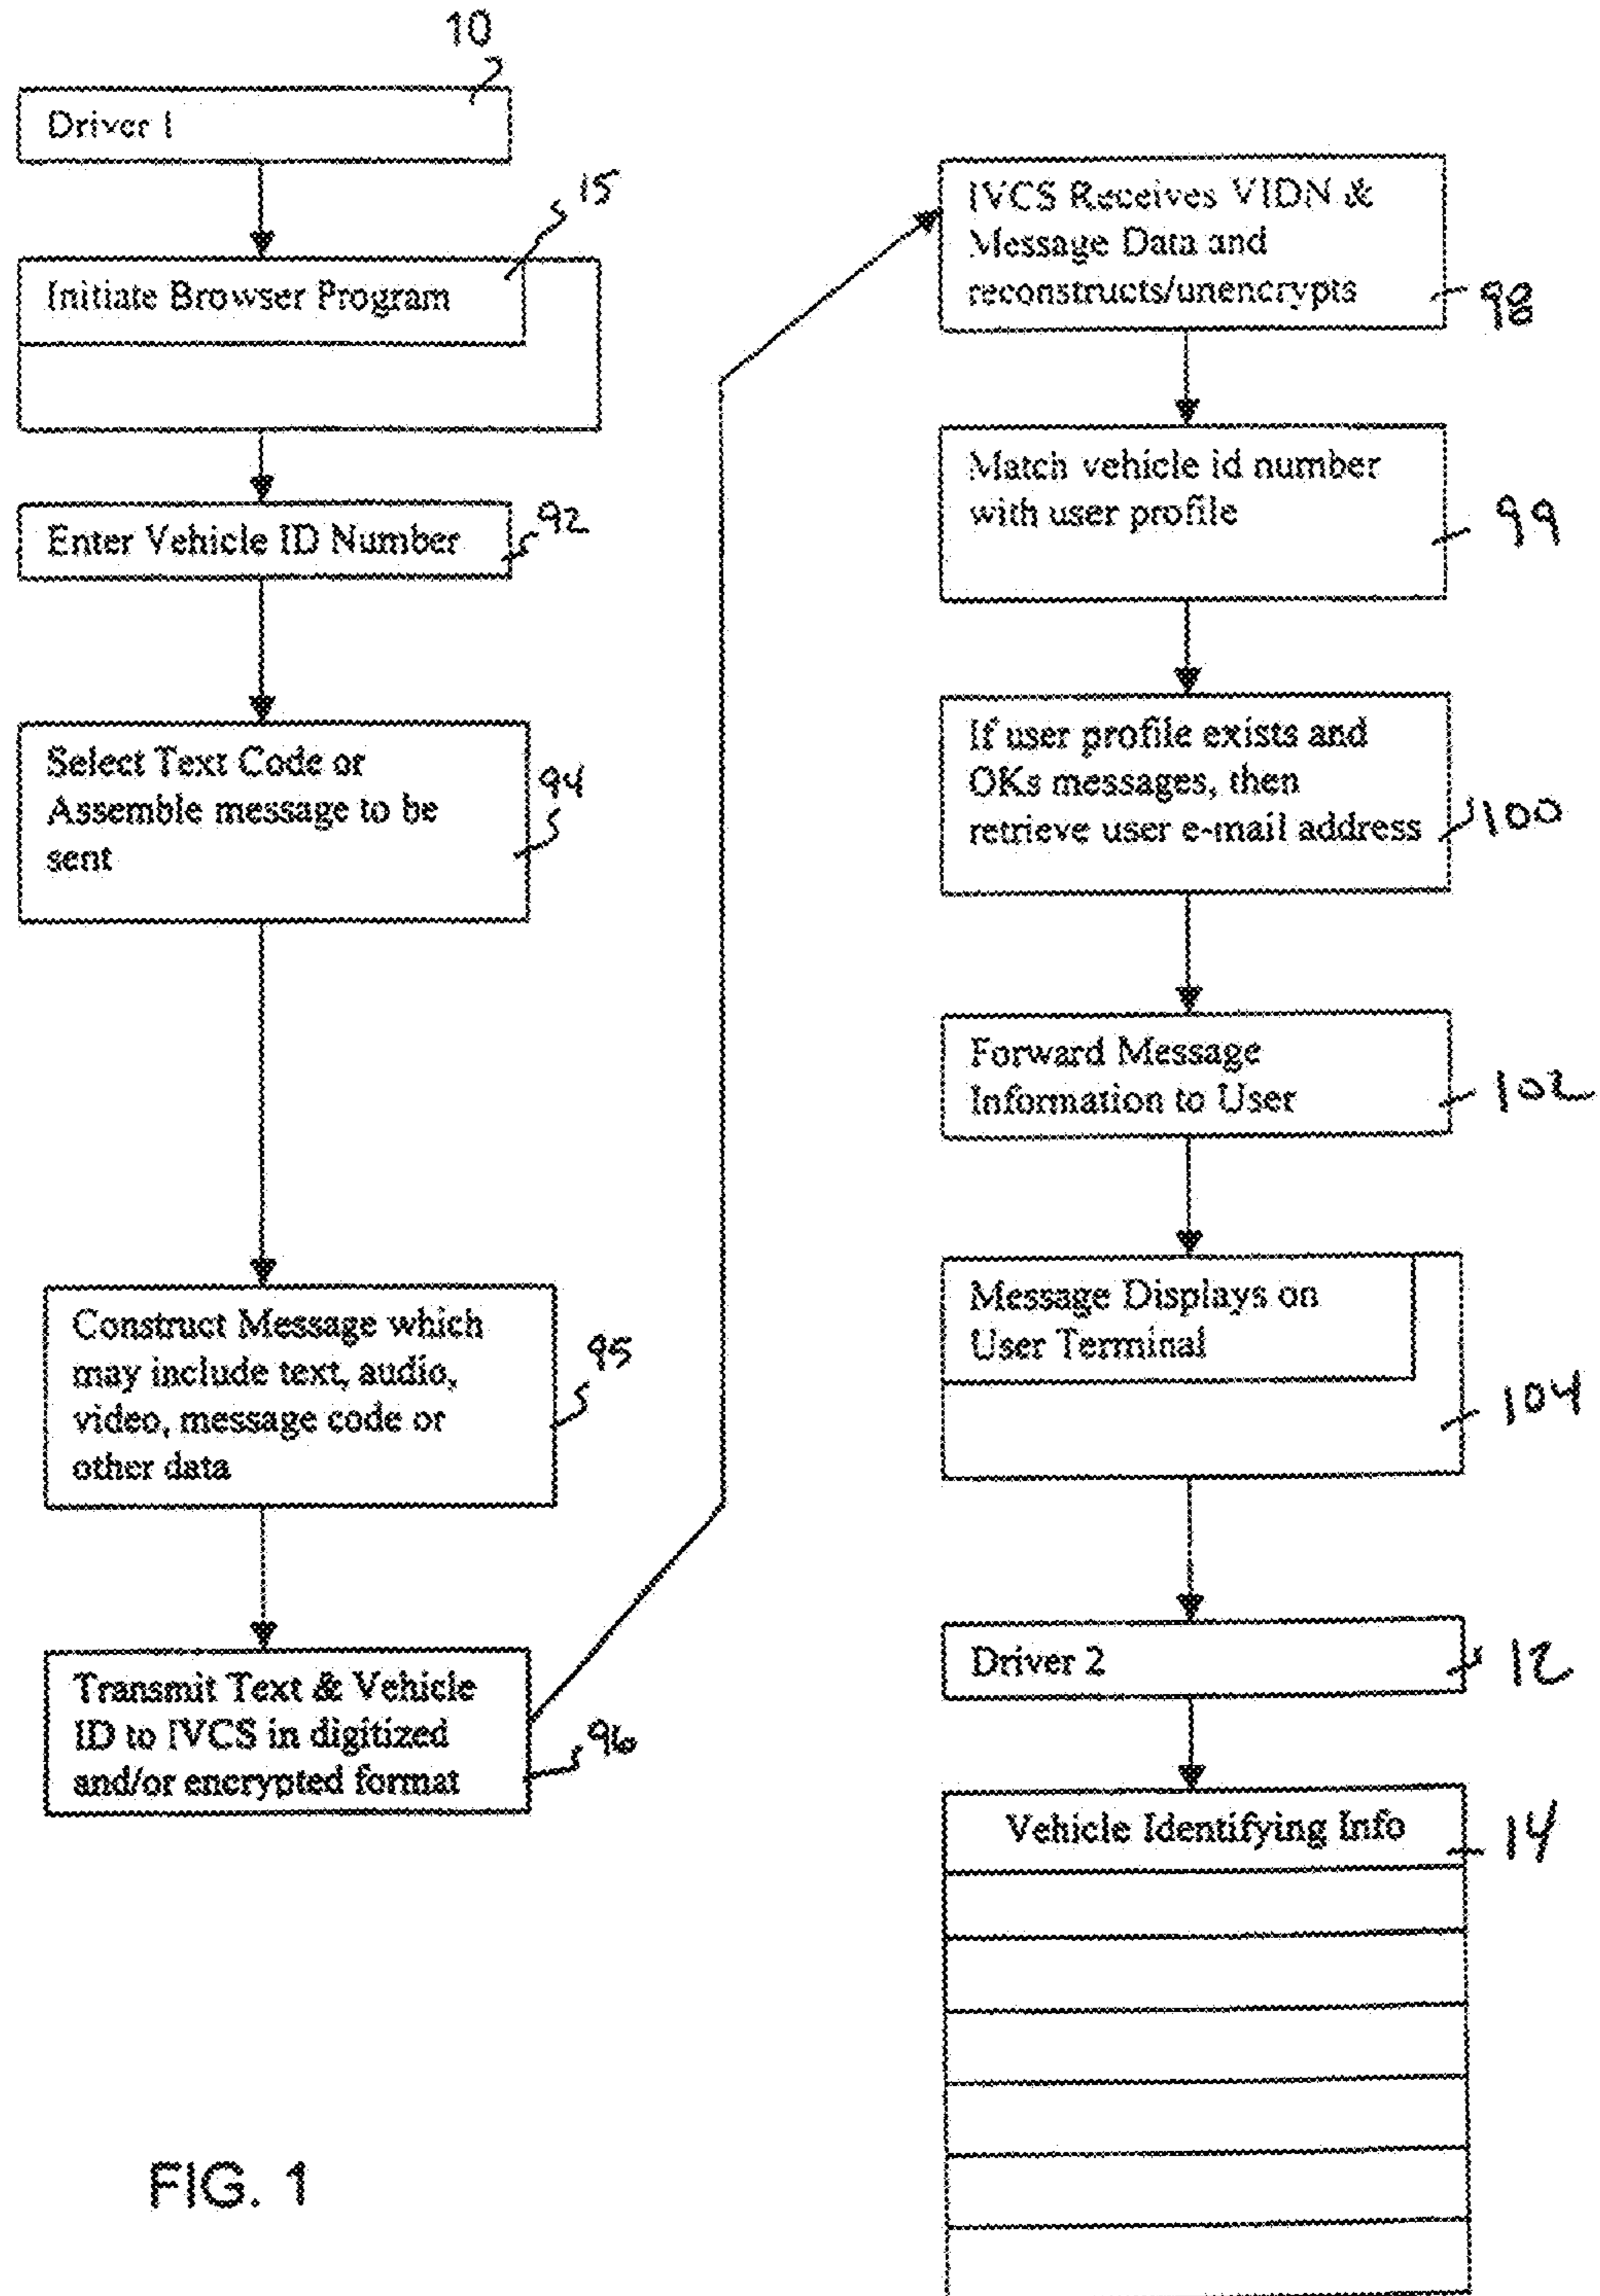 10
Driver 1
15
Initiate Browser Program
92
Enter Vehicle ID Number
Select Text Code or
Assemble message to be
sent
94
Construct Message which
may include text, audio,
video, message code or
other data
95
Transmit Text & Vehicle
ID to IVCS in digitized
and/or encrypted format
96
IVCS Receives VIDN &
Message Data and
reconstructs/unencrypts
98
Match vehicle id number
with user profile
99
If user profile exists and
OKs messages, then
retrieve user e-mail address
100
Forward Message
Information to User
102
Message Displays on
User Terminal
104
Driver 2
12
Vehicle Identifying Info
14
FIG. 1